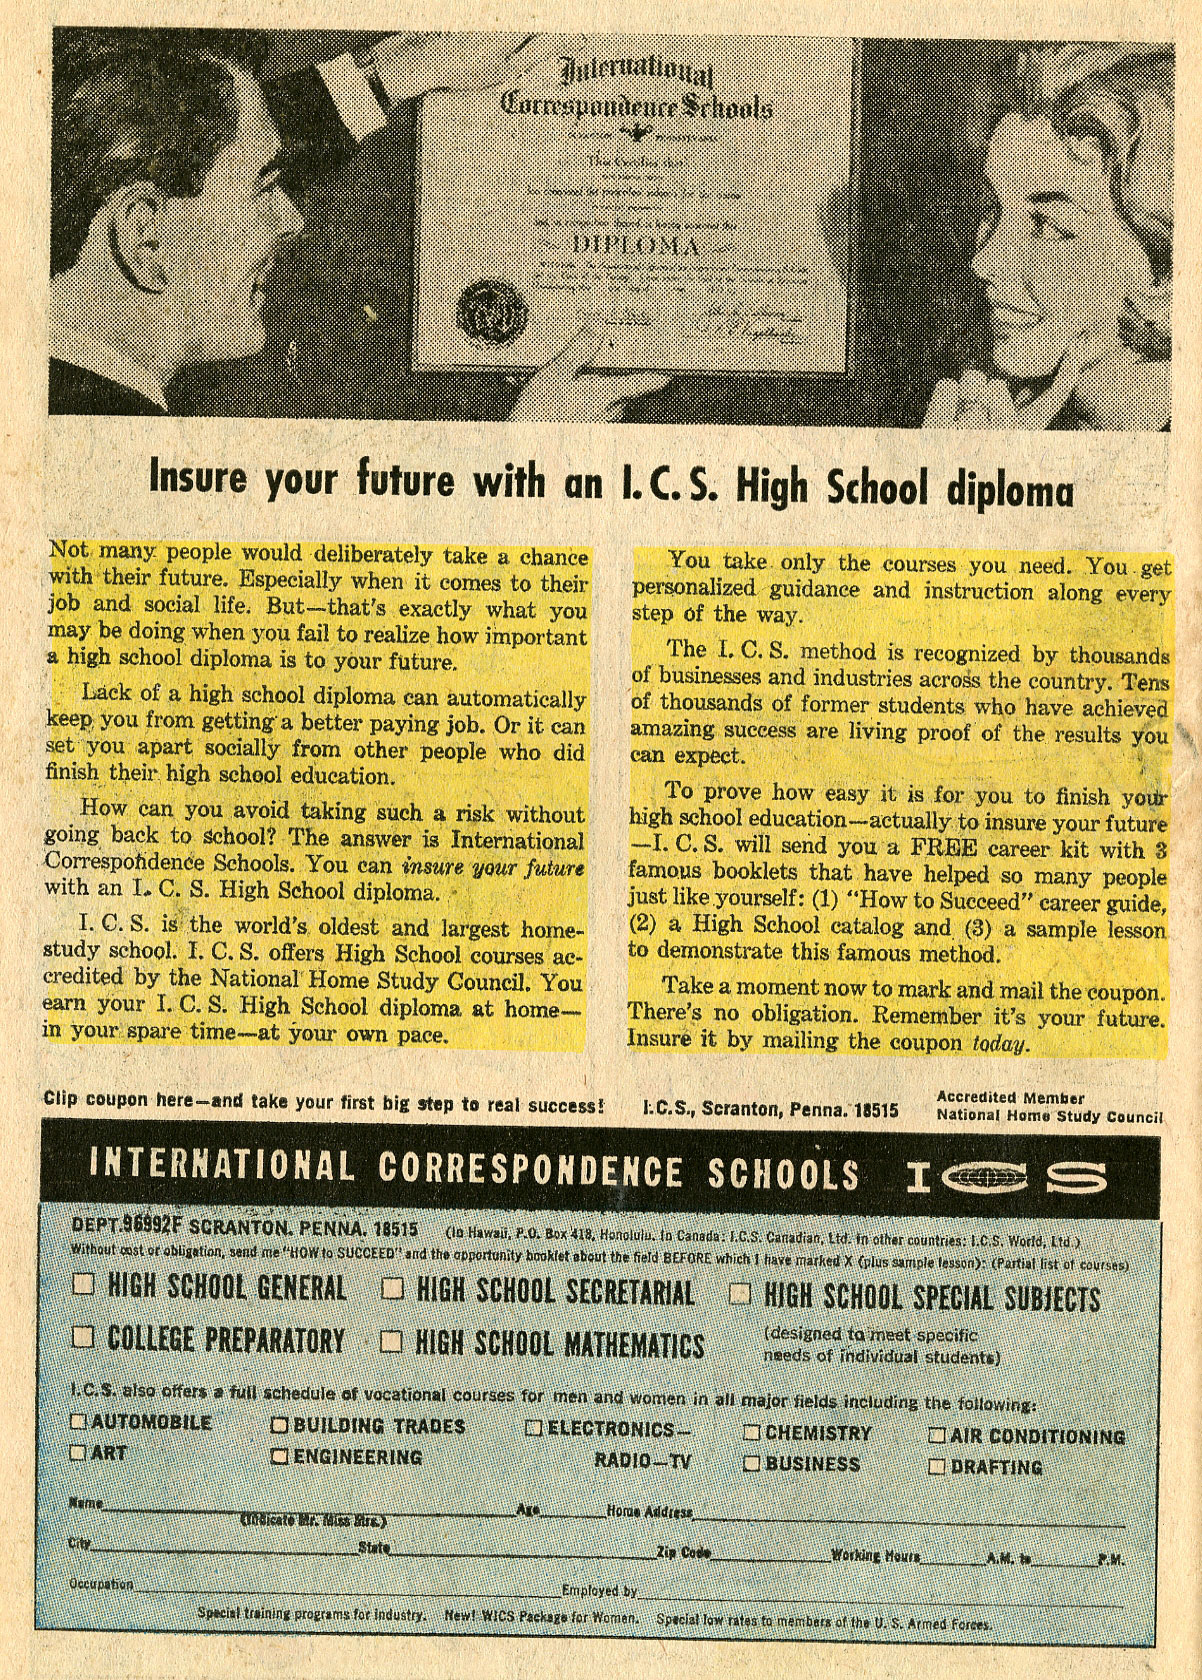 International
Correspondence Schools
DIPLOMA
Insure your future with an I.C.S. High School diploma
Not many people would deliberately take a chance
with their future. Especially when it comes to their
job and social life. But—that's exactly what you
may be doing when you fail to realize how important
a high school diploma is to your future.
Lack of a high school diploma can automatically
keep you from getting a better paying job. Or it can
set you apart socially from other people who did
finish their high school education.
How can you avoid taking such a risk without
going back to school? The answer is International
Correspondence Schools. You can insure your future
with an I. C. S. High School diploma.
I. C. S. is the world's oldest and largest home-
study school. I. C. S. offers High School courses ac-
credited by the National Home Study Council. You
earn your I. C. S. High School diploma at home—
in your spare time—at your own pace.
You take only the courses you need. You get
personalized guidance and instruction along every
step of the way.
The I. C. S. method is recognized by thousands
of businesses and industries across the country. Tens
of thousands of former students who have achieved
amazing success are living proof of the results you
can expect.
To prove how easy it is for you to finish your
high school education—actually to insure your future
—I. C. S. will send you a FREE career kit with 3
famous booklets that have helped so many people
just like yourself: (1) "How to Succeed" career guide,
(2) a High School catalog and (3) a sample lesson
to demonstrate this famous method.
Take a moment now to mark and mail the coupon.
There's no obligation. Remember it's your future.
Insure it by mailing the coupon today.
Clip coupon here—and take your first big step to real success!
I.C.S., Scranton, Penna. 18515
Accredited Member
National Home Study Council
INTERNATIONAL CORRESPONDENCE SCHOOLS ICS
DEPT. 96992F SCRANTON. PENNA. 18515 (In Hawaii, P.O. Box 418, Honolulu. In Canada: I.C.S. Canadian, Ltd. In other countries: I.C.S. World, Ltd.)
Without cost or obligation, send me "HOW to SUCCEED" and the opportunity booklet about the field BEFORE which I have marked X (plus sample lesson): (Partial list of courses)
HIGH SCHOOL GENERAL HIGH SCHOOL SECRETARIAL HIGH SCHOOL SPECIAL SUBJECTS
COLLEGE PREPARATORY HIGH SCHOOL MATHEMATICS (designed to meet specific
needs of individual students)
I.C.S. also offers a full schedule of vocational courses for men and women in all major fields including the following:
AUTOMOBILE BUILDING TRADES ELECTRONICS— CHEMISTRY AIR CONDITIONING
ART ENGINEERING RADIO—TV BUSINESS DRAFTING
Name Age Home Address
(Indicate Mr. Miss Mrs.)
City State Zip Code Working Hours A.M. to P.M.
Occupation Employed by
Special training programs for industry. New! WICS Package for Women. Special low rates to members of the U. S. Armed Forces.